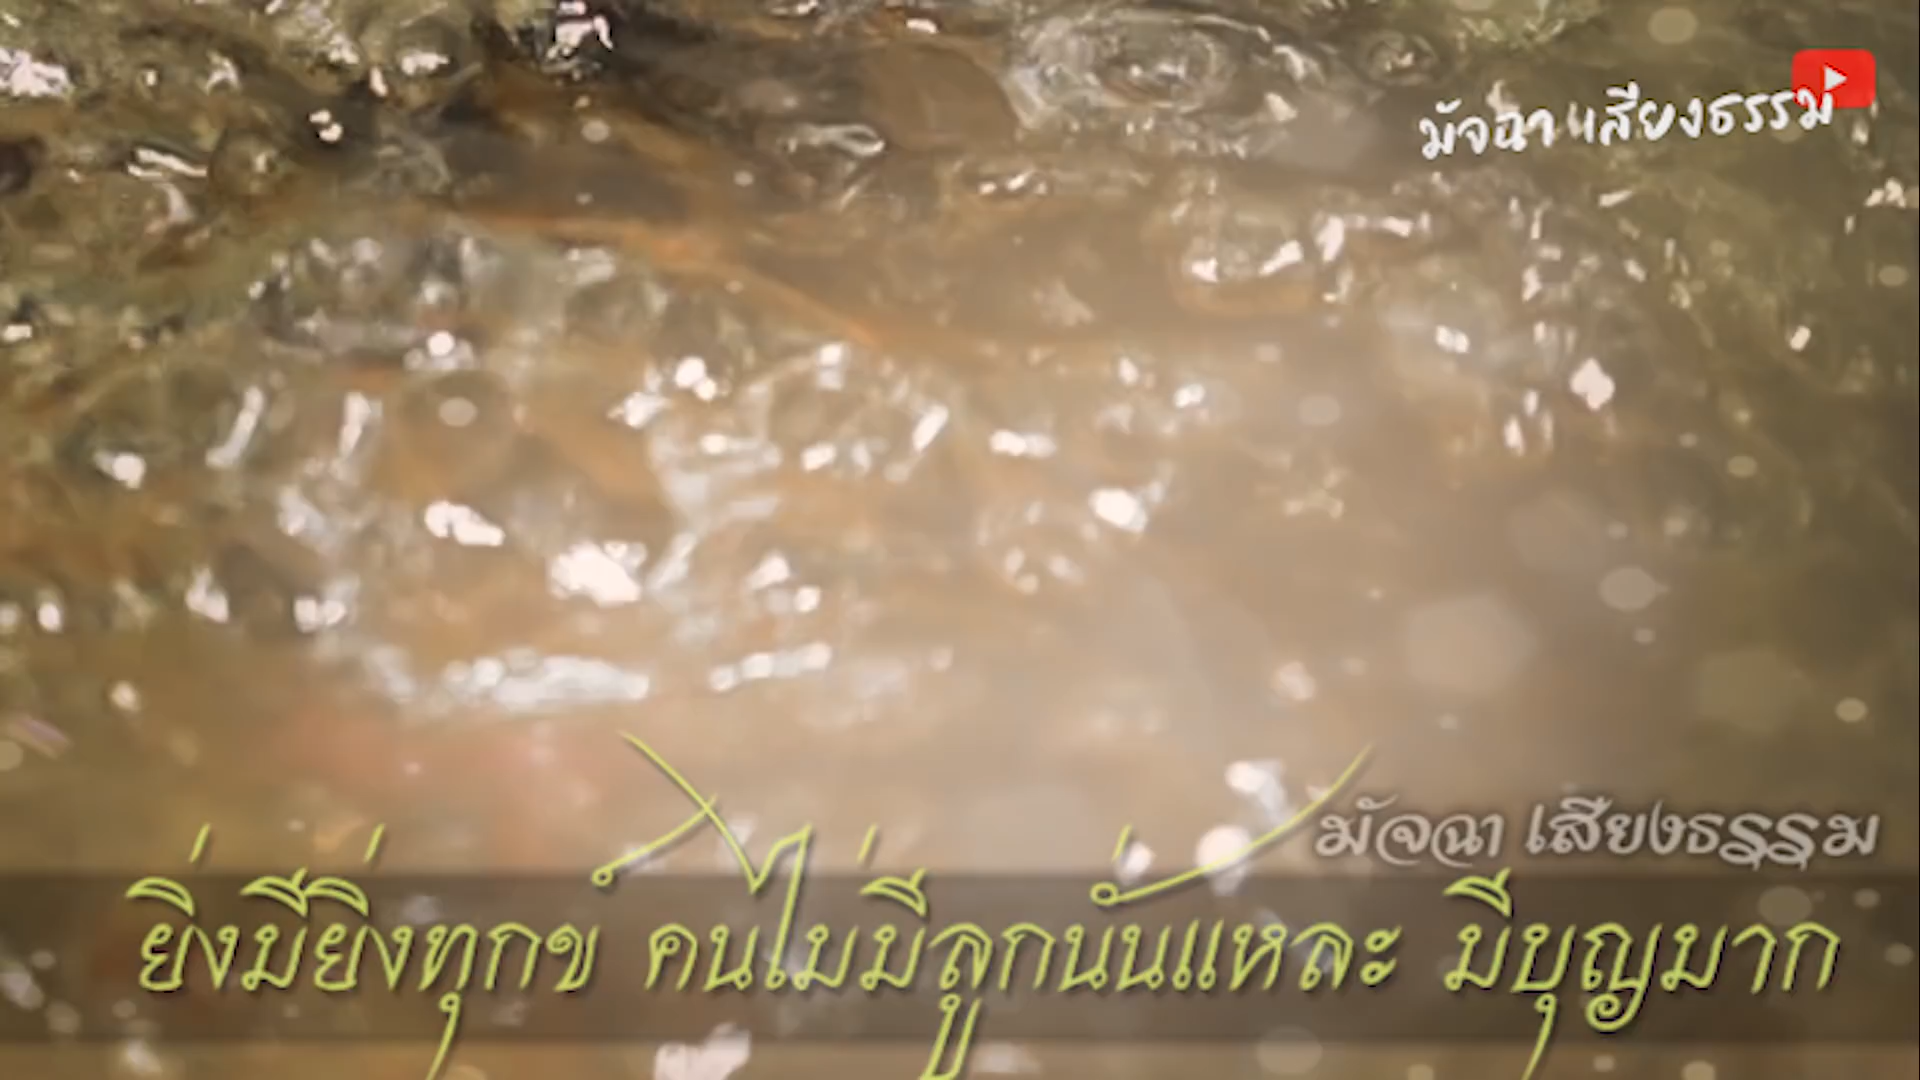 มัจฉา เสียงธรรม
มัจฉา เสียงธรรม
ยิ่งมียิ่งทุกข์ คนไม่มีลูกนั่นแหละ มีบุญมาก